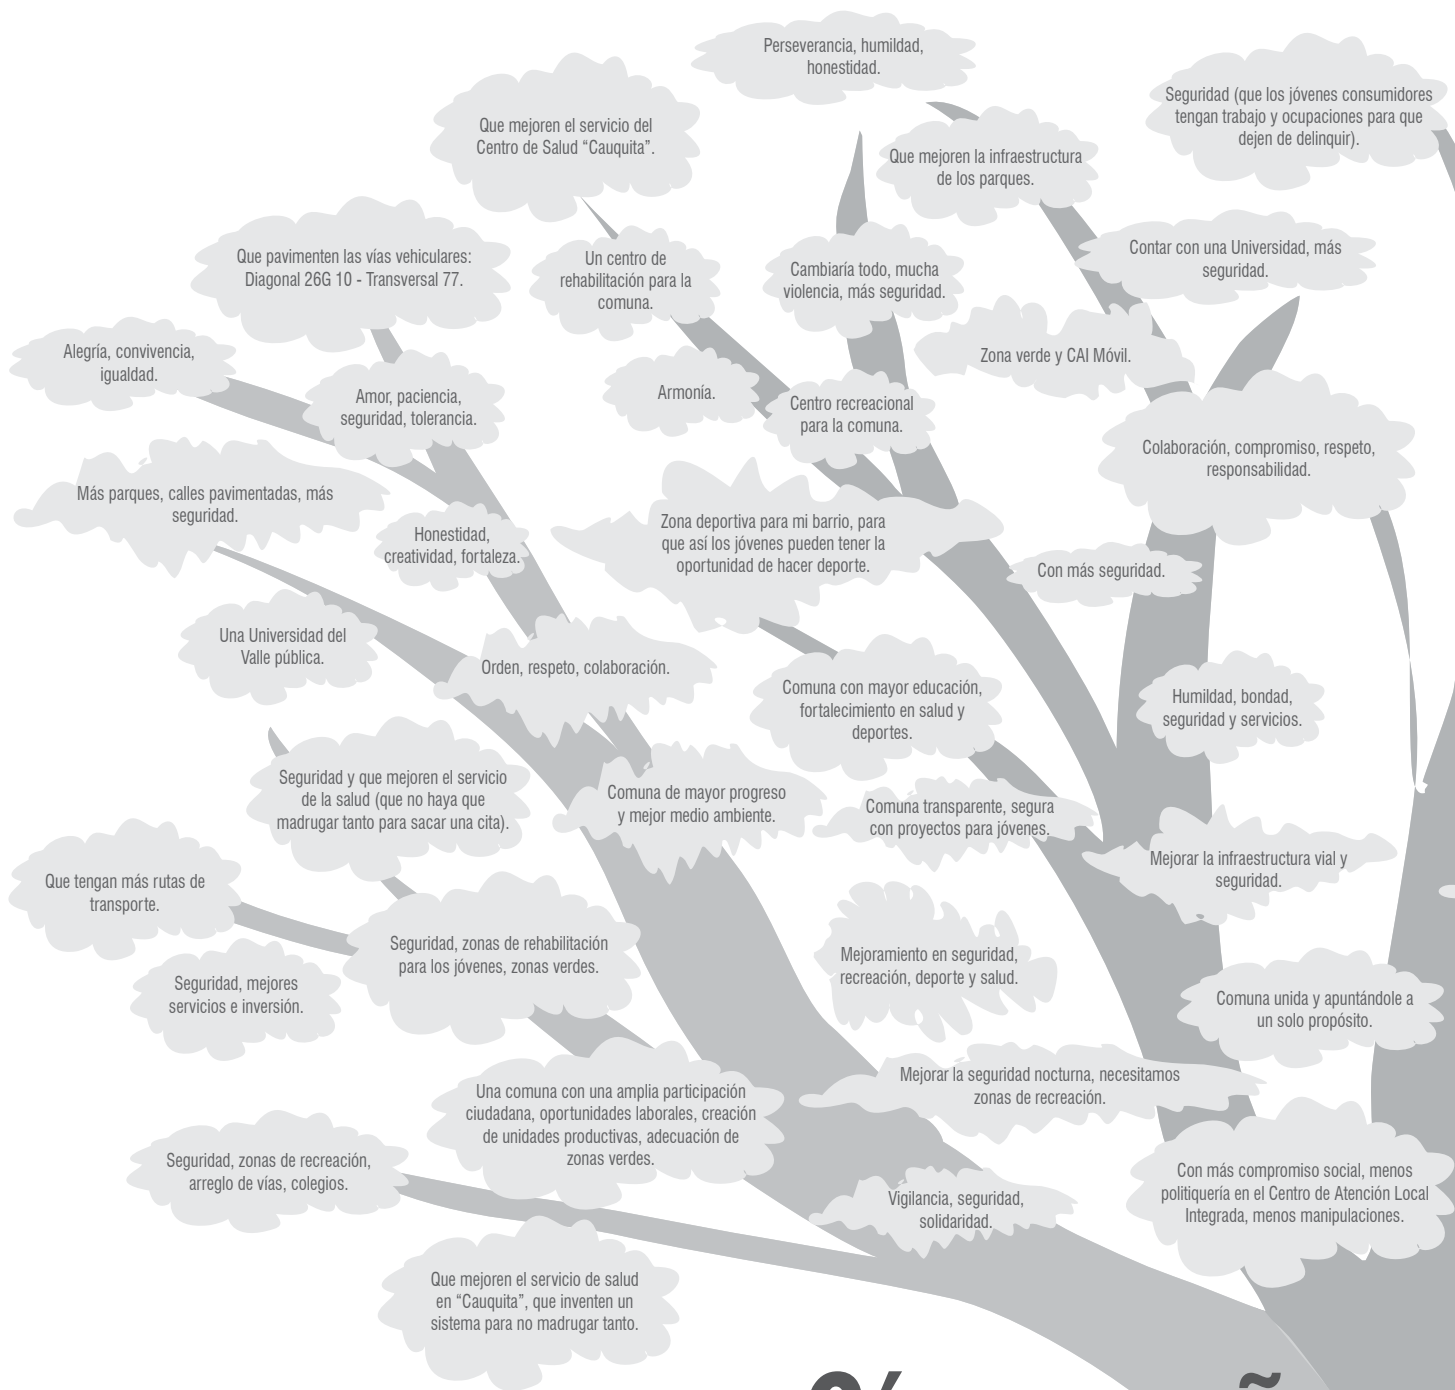 Perseverancia, humildad,
honestidad.
Seguridad (que los jóvenes consumidores
tengan trabajo y ocupaciones para que
dejen de delinquir).
Que mejoren el servicio del
Centro de Salud “Cauquita”.
Que mejoren la infraestructura
de los parques.
Que pavimenten las vías vehiculares:
Diagonal 26G 10 - Transversal 77.
Un centro de
rehabilitación para la
comuna.
Cambiaría todo, mucha
violencia, más seguridad.
Contar con una Universidad, más
seguridad.
Alegría, convivencia,
igualdad.
Zona verde y CAI Móvil.
Amor, paciencia,
seguridad, tolerancia.
Armonía.
Centro recreacional
para la comuna.
Colaboración, compromiso, respeto,
responsabilidad.
Más parques, calles pavimentadas, más
seguridad.
Honestidad,
creatividad, fortaleza.
Zona deportiva para mi barrio, para
que así los jóvenes pueden tener la
oportunidad de hacer deporte.
Con más seguridad.
Una Universidad del
Valle pública.
Orden, respeto, colaboración.
Comuna con mayor educación,
fortalecimiento en salud y
deportes.
Humildad, bondad,
seguridad y servicios.
Seguridad y que mejoren el servicio
de la salud (que no haya que
madrugar tanto para sacar una cita).
Comuna de mayor progreso
y mejor medio ambiente.
Comuna transparente, segura
con proyectos para jóvenes.
Mejorar la infraestructura vial y
seguridad.
Que tengan más rutas de
transporte.
Seguridad, zonas de rehabilitación
para los jóvenes, zonas verdes.
Mejoramiento en seguridad,
recreación, deporte y salud.
Seguridad, mejores
servicios e inversión.
Comuna unida y apuntándole a
un solo propósito.
Una comuna con una amplia participación
ciudadana, oportunidades laborales, creación
de unidades productivas, adecuación de
zonas verdes.
Mejorar la seguridad nocturna, necesitamos
zonas de recreación.
Seguridad, zonas de recreación,
arreglo de vías, colegios.
Vigilancia, seguridad,
solidaridad.
Con más compromiso social, menos
politiquería en el Centro de Atención Local
Integrada, menos manipulaciones.
Que mejoren el servicio de salud
en “Cauquita”, que inventen un
sistema para no madrugar tanto.